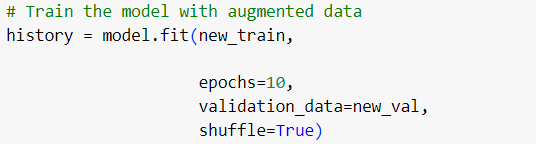 # Train the model with augmented data
history = model.fit(new_train,
epochs=10,
validation_data=new_val,
shuffle=True)